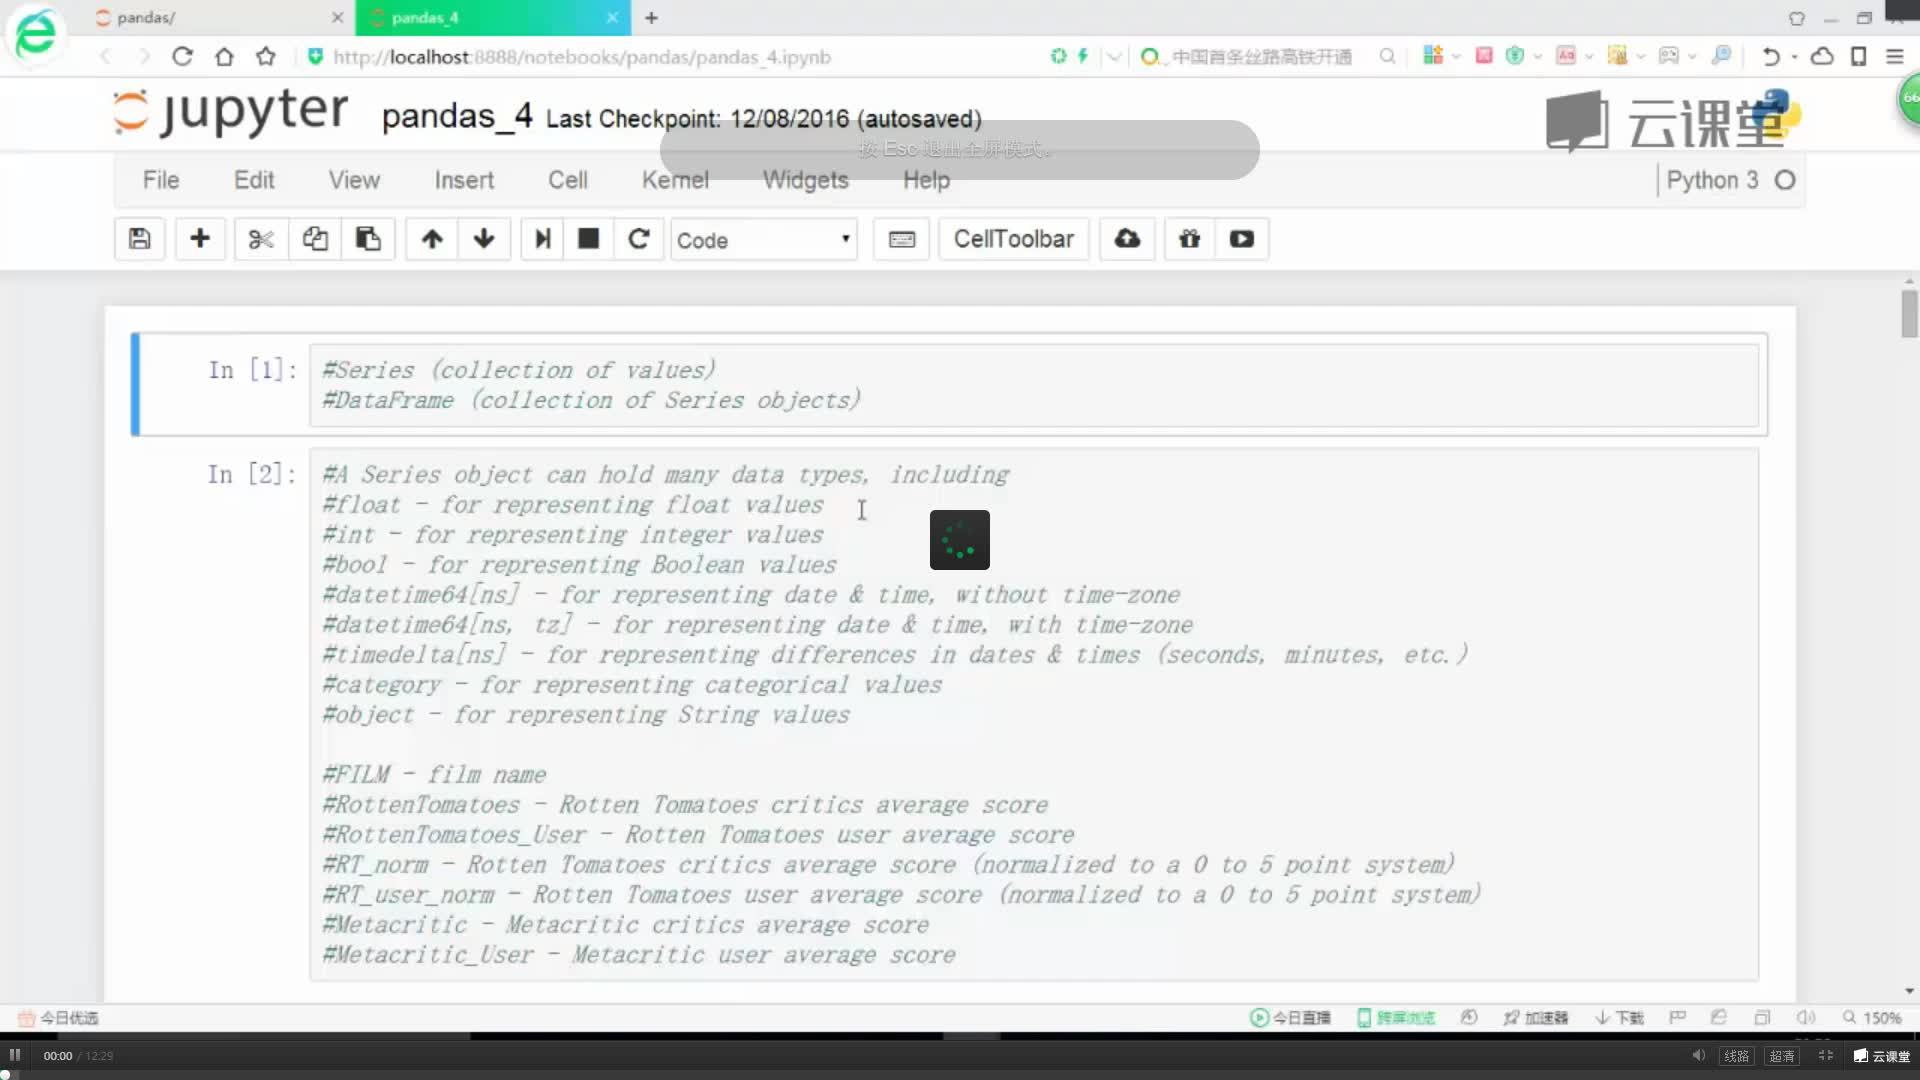 pandas/
pandas_4
http://localhost:8888/notebooks/pandas/pandas_4.ipynb
中国首条丝路高铁开通
66
jupyter
pandas_4 Last Checkpoint: 12/08/2016 (autosaved)
云课堂
按 Esc 退出全屏模式。
File Edit View Insert Cell Kernel Widgets Help
Python 3
Code
CellToolbar
In [1]:
#Series (collection of values)
#DataFrame (collection of Series objects)
In [2]:
#A Series object can hold many data types, including
#float - for representing float values
#int - for representing integer values
#bool - for representing Boolean values
#datetime64[ns] - for representing date & time, without time-zone
#datetime64[ns, tz] - for representing date & time, with time-zone
#timedelta[ns] - for representing differences in dates & times (seconds, minutes, etc.)
#category - for representing categorical values
#object - for representing String values
#FILM - film name
#RottenTomatoes - Rotten Tomatoes critics average score
#RottenTomatoes_User - Rotten Tomatoes user average score
#RT_norm - Rotten Tomatoes critics average score (normalized to a 0 to 5 point system)
#RT_user_norm - Rotten Tomatoes user average score (normalized to a 0 to 5 point system)
#Metacritic - Metacritic critics average score
#Metacritic_User - Metacritic user average score
今日优选
今日直播 跨屏浏览 加速器 下载 150%
00:00 / 12:29
线路 超清 云课堂